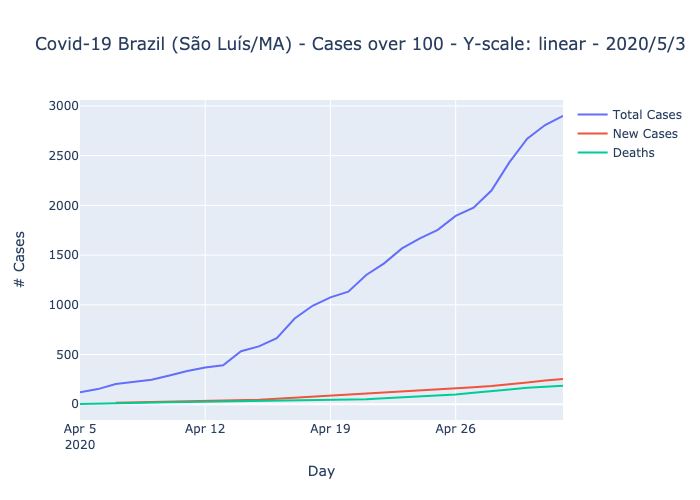 Covid-19 Brazil (São Luís/MA) - Cases over 100 - Y-scale: linear - 2020/5/3
Total Cases
New Cases
Deaths
# Cases
3000
2500
2000
1500
1000
500
0
Apr 5
2020
Apr 12
Apr 19
Apr 26
Day